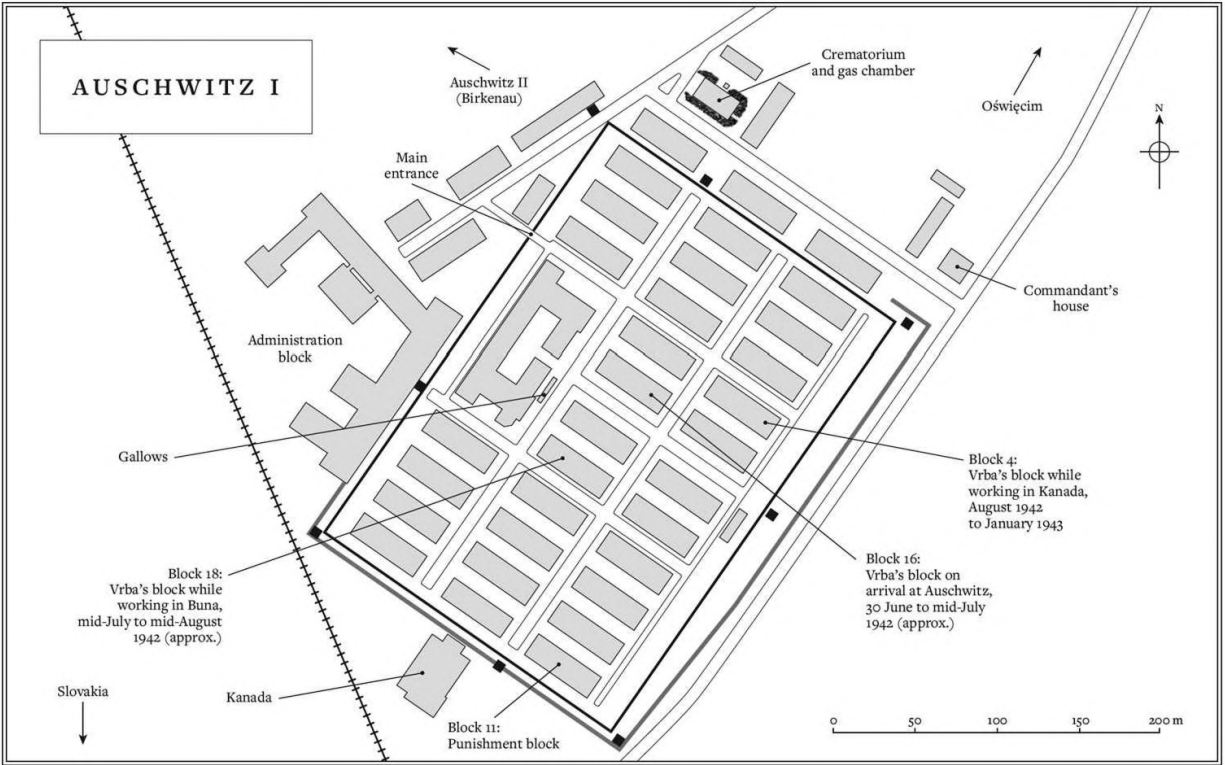 AUSCHWITZ I
Auschwitz II
(Birkenau)
Crematorium
and gas chamber
Oświęcim
N
Main
entrance
Commandant's
house
Administration
block
Gallows
Block 4:
Vrba's block while
working in Kanada,
August 1942
to January 1943
Block 16:
Vrba's block on
arrival at Auschwitz,
30 June to mid-July
1942 (approx.)
Block 18:
Vrba's block while
working in Buna,
mid-July to mid-August
1942 (approx.)
Slovakia
Kanada
Block 11:
Punishment block
0 50 100 150 200 m